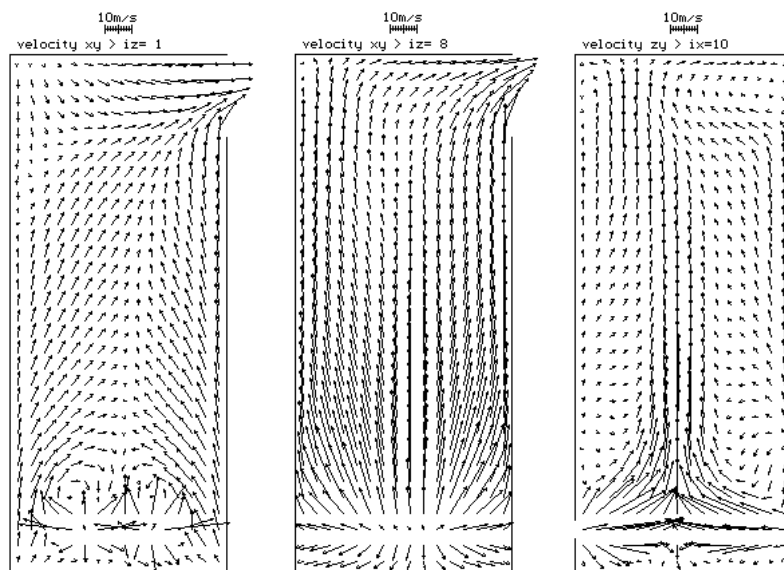 10m/s
velocity xy > iz= 1
10m/s
velocity xy > iz= 8
10m/s
velocity zy > ix=10